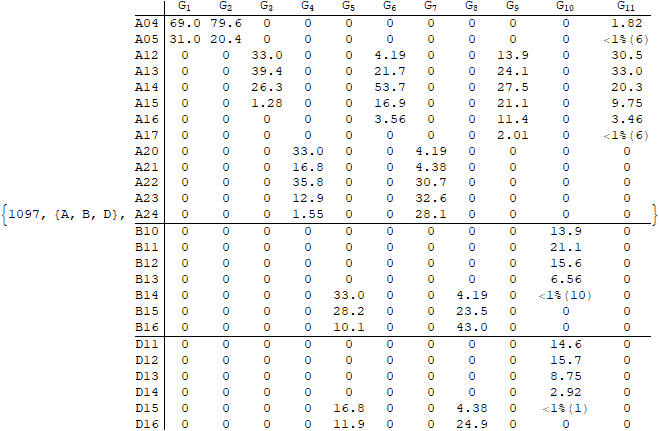 G1 G2 G3 G4 G5 G6 G7 G8 G9 G10 G11
A04 69.0 79.6 0 0 0 0 0 0 0 0 1.82
A05 31.0 20.4 0 0 0 0 0 0 0 0 <1%(6)
A12 0 0 33.0 0 0 4.19 0 0 13.9 0 30.5
A13 0 0 39.4 0 0 21.7 0 0 24.1 0 33.0
A14 0 0 26.3 0 0 53.7 0 0 27.5 0 20.3
A15 0 0 1.28 0 0 16.9 0 0 21.1 0 9.75
A16 0 0 0 0 0 3.56 0 0 11.4 0 3.46
A17 0 0 0 0 0 0 0 0 2.01 0 <1%(6)
A20 0 0 0 33.0 0 0 4.19 0 0 0 0
A21 0 0 0 16.8 0 0 4.38 0 0 0 0
A22 0 0 0 35.8 0 0 30.7 0 0 0 0
A23 0 0 0 12.9 0 0 32.6 0 0 0 0
{1097, {A, B, D}, A24 0 0 0 1.55 0 0 28.1 0 0 0 0 }
B10 0 0 0 0 0 0 0 0 0 13.9 0
B11 0 0 0 0 0 0 0 0 0 21.1 0
B12 0 0 0 0 0 0 0 0 0 15.6 0
B13 0 0 0 0 0 0 0 0 0 6.56 0
B14 0 0 0 0 33.0 0 0 4.19 0 <1%(10) 0
B15 0 0 0 0 28.2 0 0 23.5 0 0 0
B16 0 0 0 0 10.1 0 0 43.0 0 0 0
D11 0 0 0 0 0 0 0 0 0 14.6 0
D12 0 0 0 0 0 0 0 0 0 15.7 0
D13 0 0 0 0 0 0 0 0 0 8.75 0
D14 0 0 0 0 0 0 0 0 0 2.92 0
D15 0 0 0 0 16.8 0 0 4.38 0 <1%(1) 0
D16 0 0 0 0 11.9 0 0 24.9 0 0 0